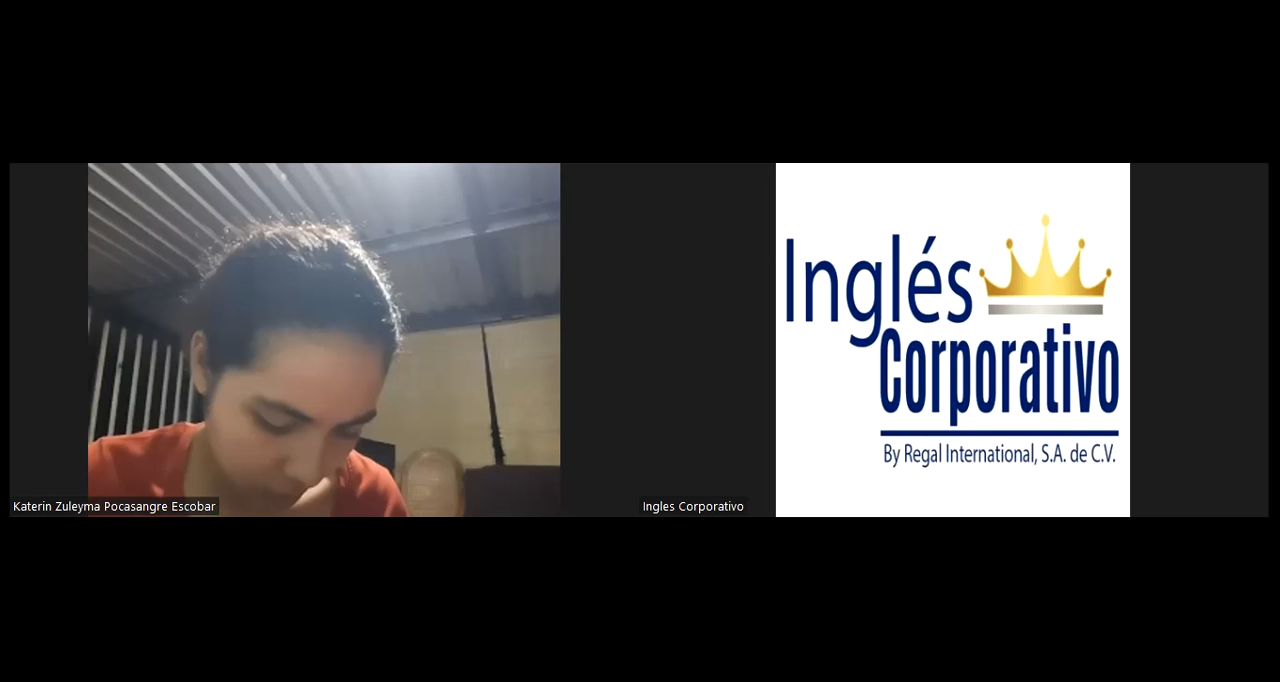 Inglés
Corporativo
By Regal International, S.A. de C.V.
Katerin Zuleyma Pocasangre Escobar
Ingles Corporativo